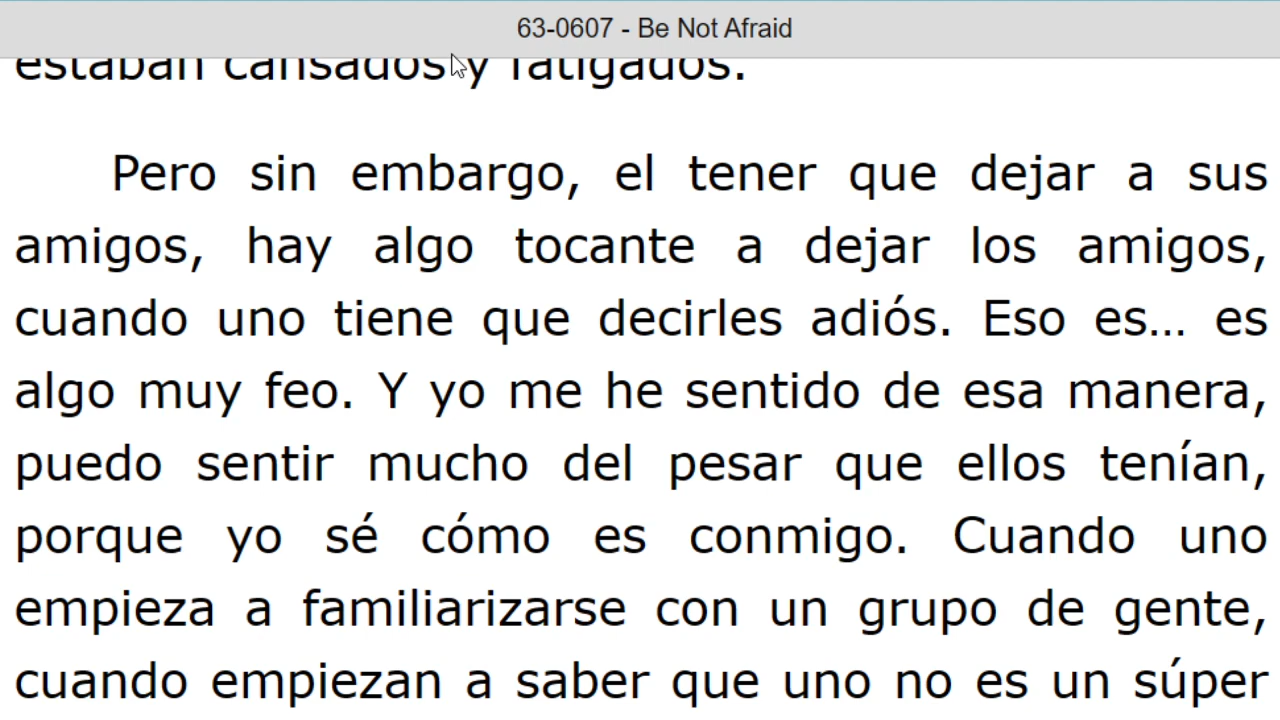 63-0607 - Be Not Afraid
estaban cansados y fatigados.
Pero sin embargo, el tener que dejar a sus
amigos, hay algo tocante a dejar los amigos,
cuando uno tiene que decirles adiós. Eso es... es
algo muy feo. Y yo me he sentido de esa manera,
puedo sentir mucho del pesar que ellos tenían,
porque yo sé cómo es conmigo. Cuando uno
empieza a familiarizarse con un grupo de gente,
cuando empiezan a saber que uno no es un súper